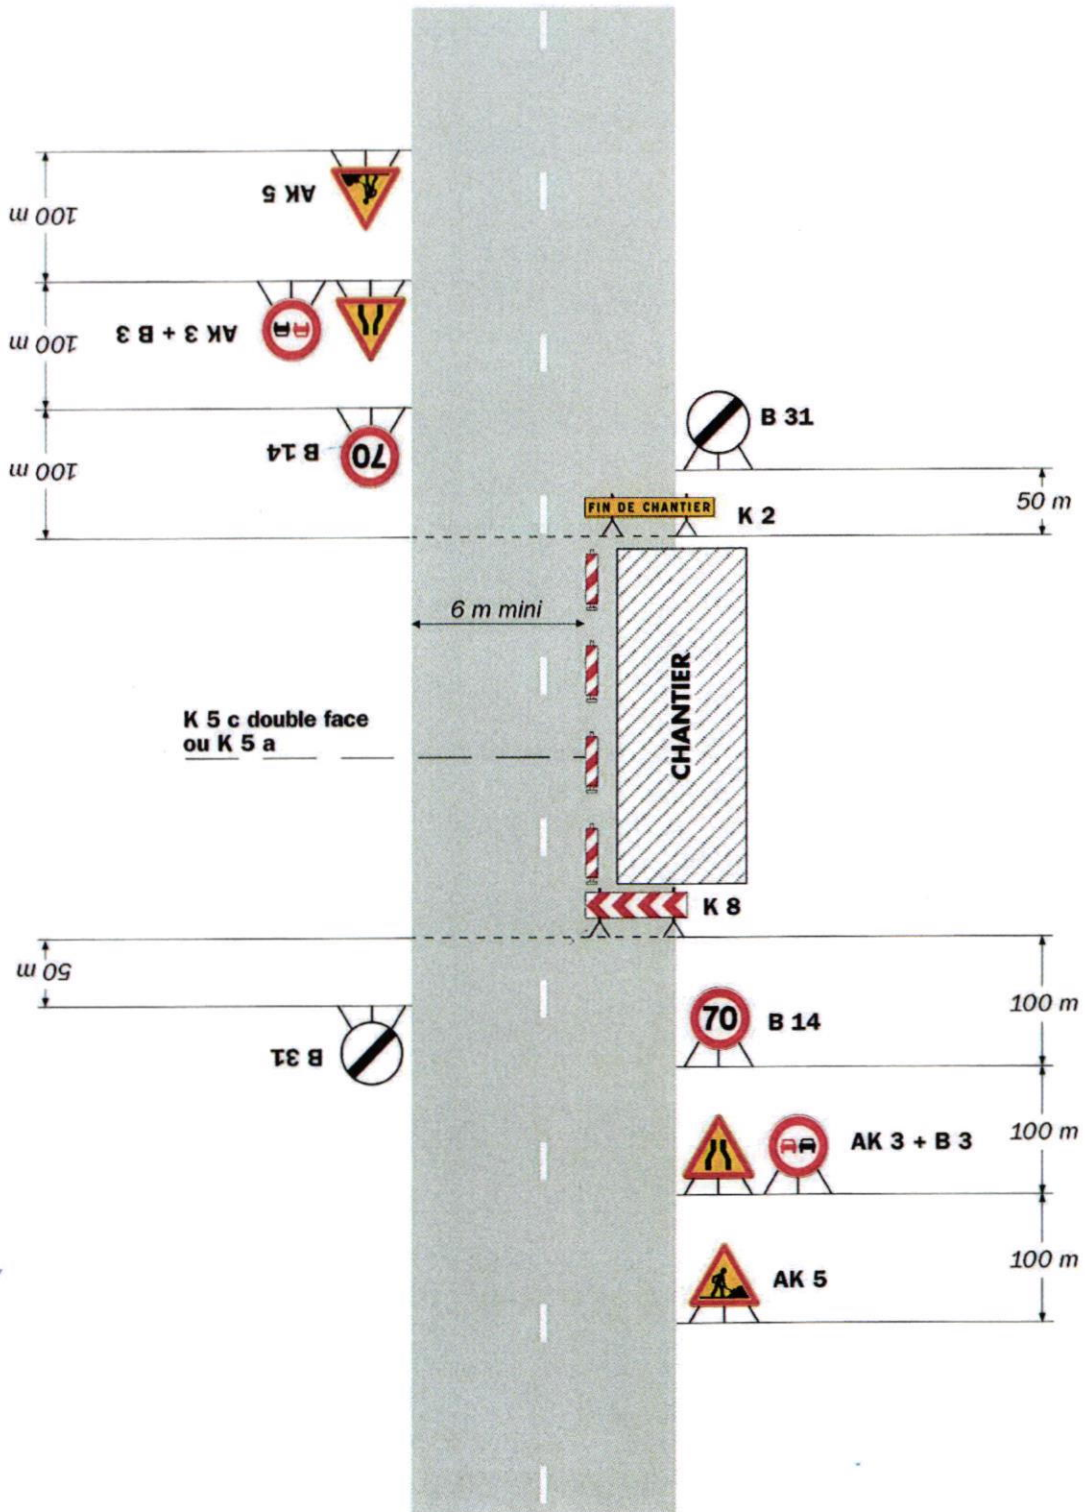 AK 5
100 m
AK 3 + B 3
100 m
70
B 14
100 m
B 31
50 m
FIN DE CHANTIER
K 2
6 m mini
K 5 c double face
ou K 5 a
CHANTIER
K 8
50 m
B 31
70
B 14
100 m
AK 3 + B 3
100 m
AK 5
100 m